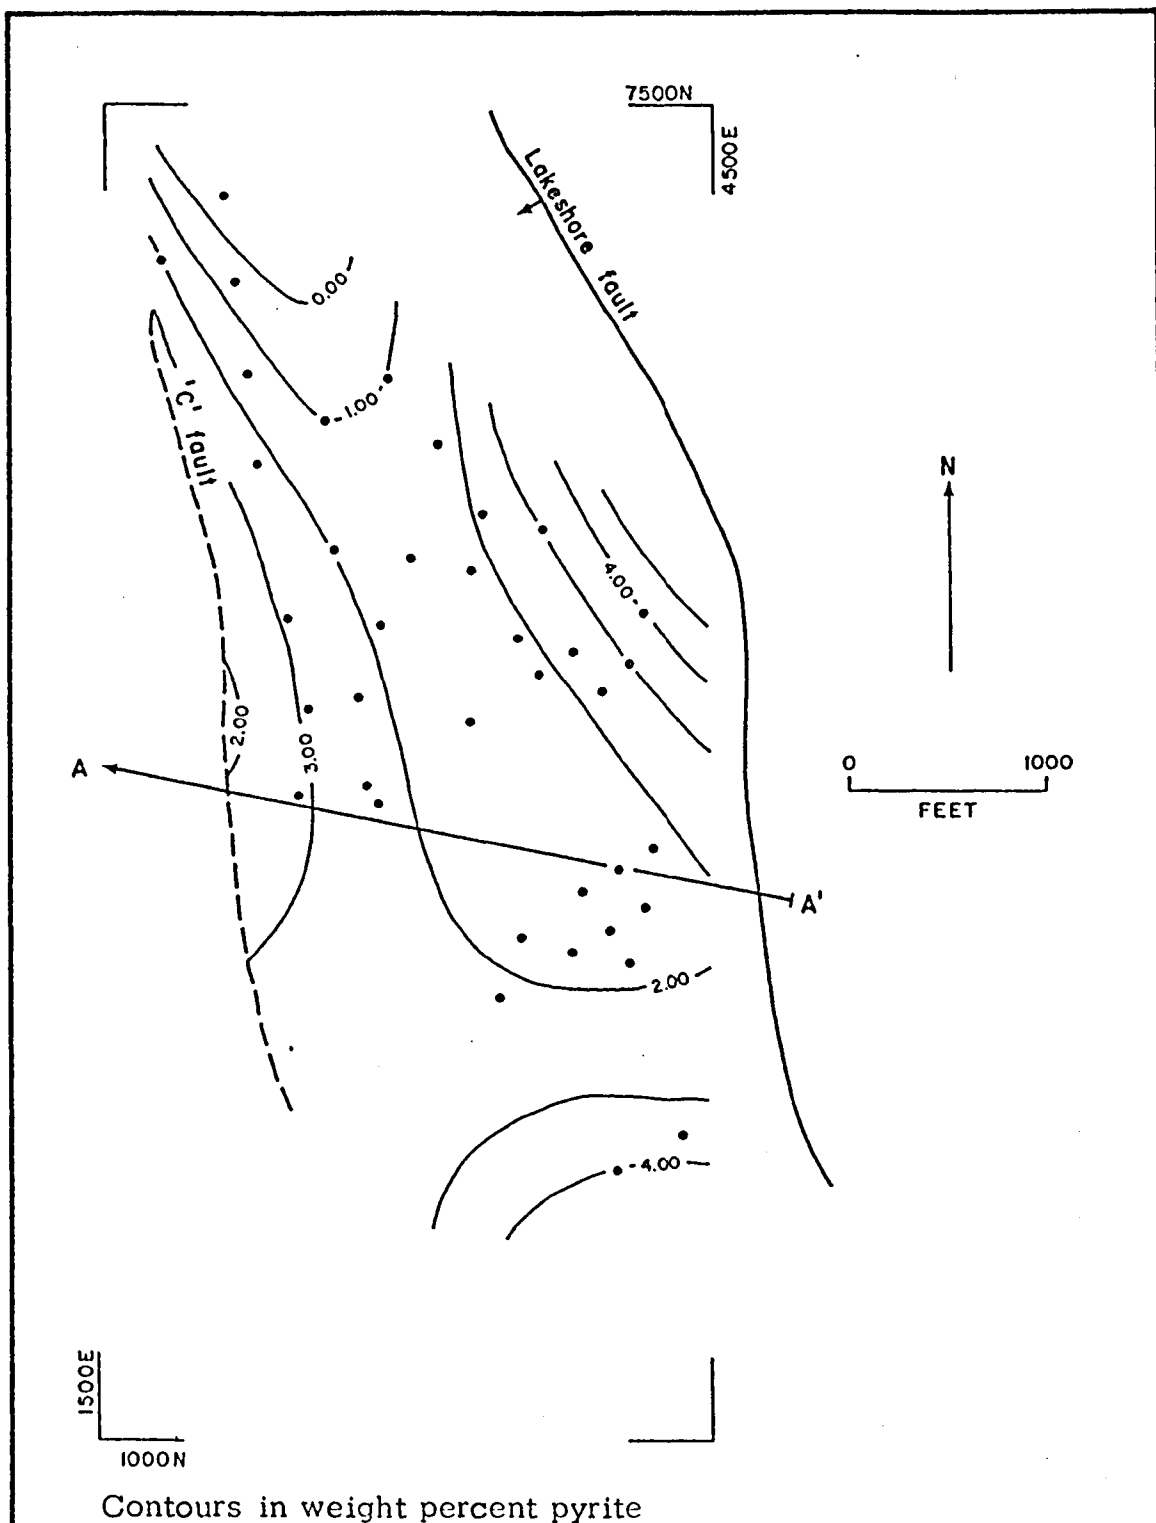 7500N
4500E
Lakeshore fault
0.00
'C' fault
1.00
N
4.00
2.00
3.00
A
0 1000
FEET
A'
2.00
4.00
1500E
1000N
Contours in weight percent pyrite